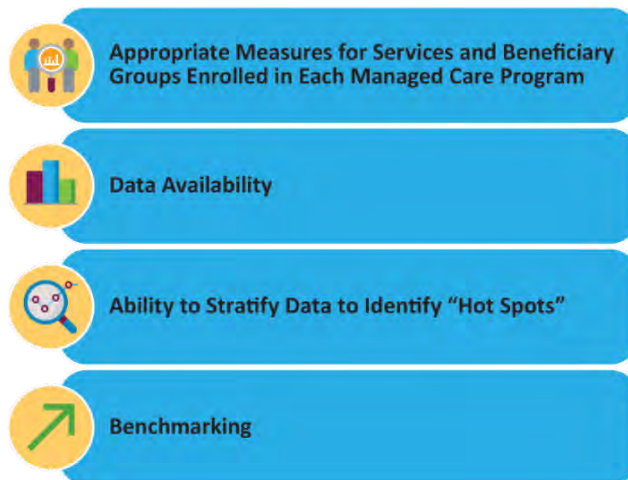 Appropriate Measures for Services and Beneficiary
Groups Enrolled in Each Managed Care Program
Data Availability
Ability to Stratify Data to Identify “Hot Spots”
Benchmarking